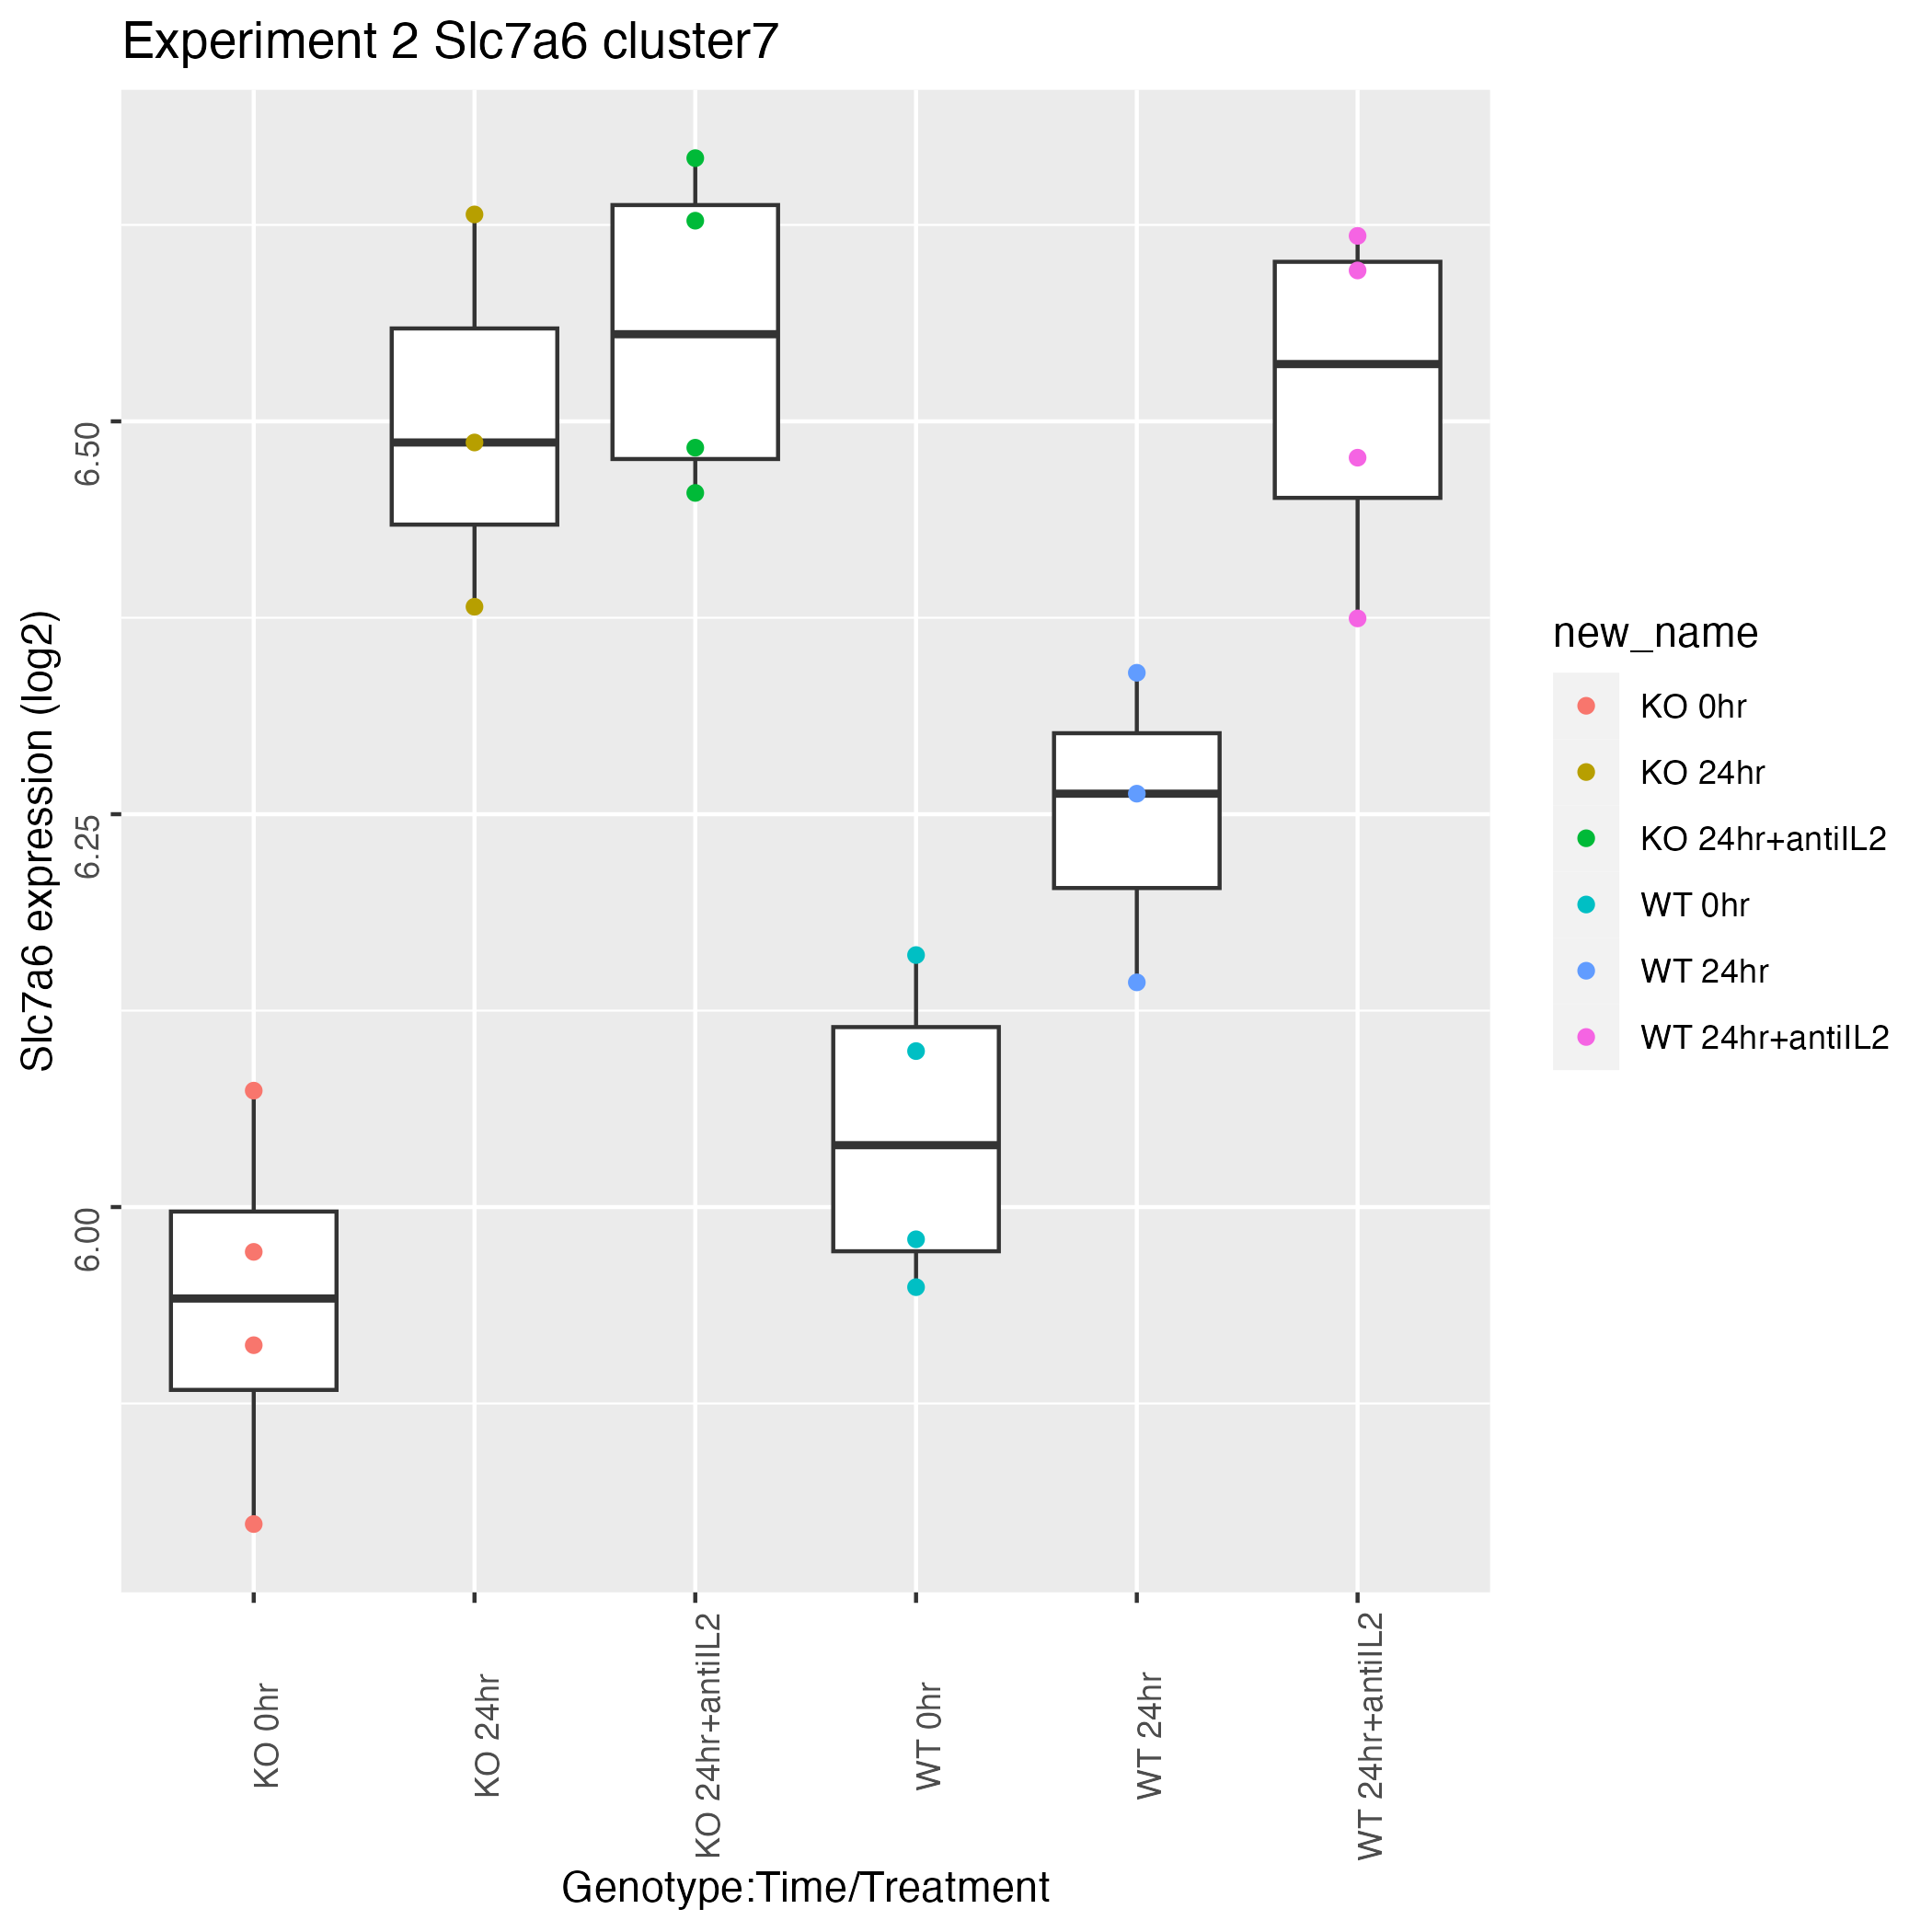 Experiment 2 Slc7a6 cluster7
Slc7a6 expression (log2)
6.50
6.25
6.00
KO 0hr
KO 24hr
KO 24hr+antiIL2
WT 0hr
WT 24hr
WT 24hr+antiIL2
Genotype:Time/Treatment
new_name
KO 0hr
KO 24hr
KO 24hr+antiIL2
WT 0hr
WT 24hr
WT 24hr+antiIL2